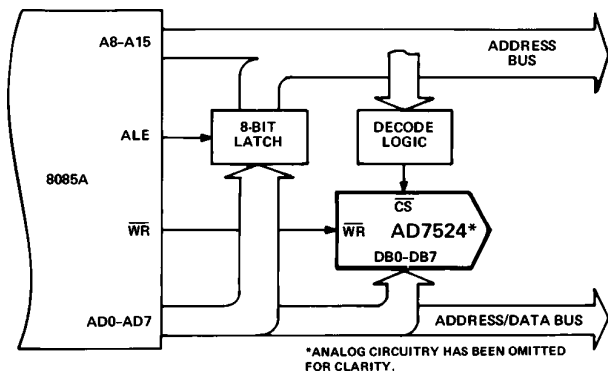 A8–A15
ADDRESS
BUS
ALE
8-BIT
LATCH
DECODE
LOGIC
8085A
CS
WR
WR
AD7524*
DB0–DB7
AD0–AD7
ADDRESS/DATA BUS
*ANALOG CIRCUITRY HAS BEEN OMITTED
FOR CLARITY.